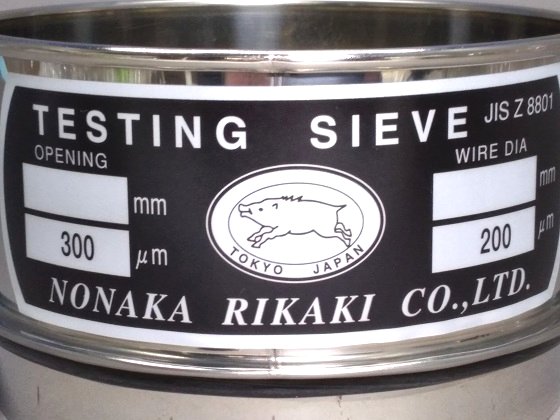 TESTING SIEVE JIS Z 8801
OPENING
WIRE DIA
mm
mm
300 μm
200 μm
TOKYO JAPAN
NONAKA RIKAKI CO.,LTD.